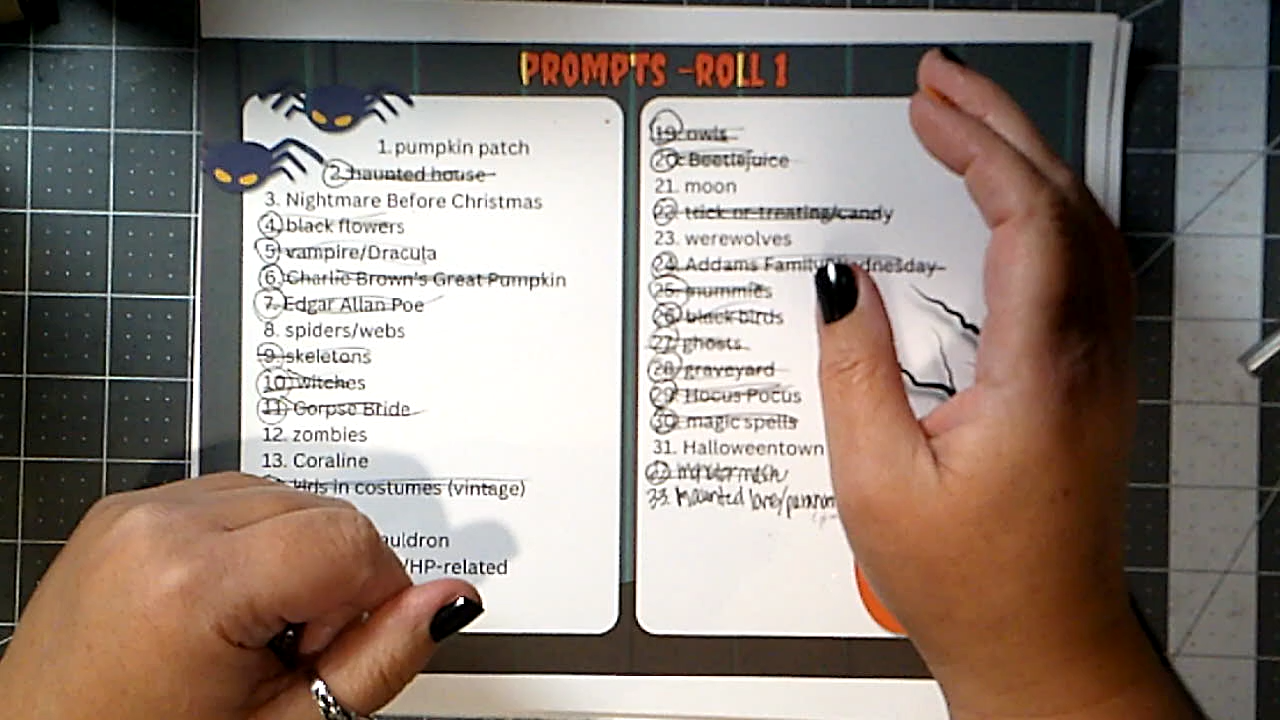 PROMPTS -ROLL 1
1. pumpkin patch
2. haunted house
3. Nightmare Before Christmas
4. black flowers
5. vampire/Dracula
6. Charlie Brown's Great Pumpkin
7. Edgar Allan Poe
8. spiders/webs
9. skeletons
10. witches
11. Corpse Bride
12. zombies
13. Coraline
kids in costumes (vintage)
auldron
/HP-related
19. owls
20. Beetlejuice
21. moon
22. trick or treating/candy
23. werewolves
24. Addams Family/Wednesday
25. mummies
26. black birds
27. ghosts
28. graveyard
29. Hocus Pocus
30. magic spells
31. Halloweentown
32. monster mash
33. Haunted